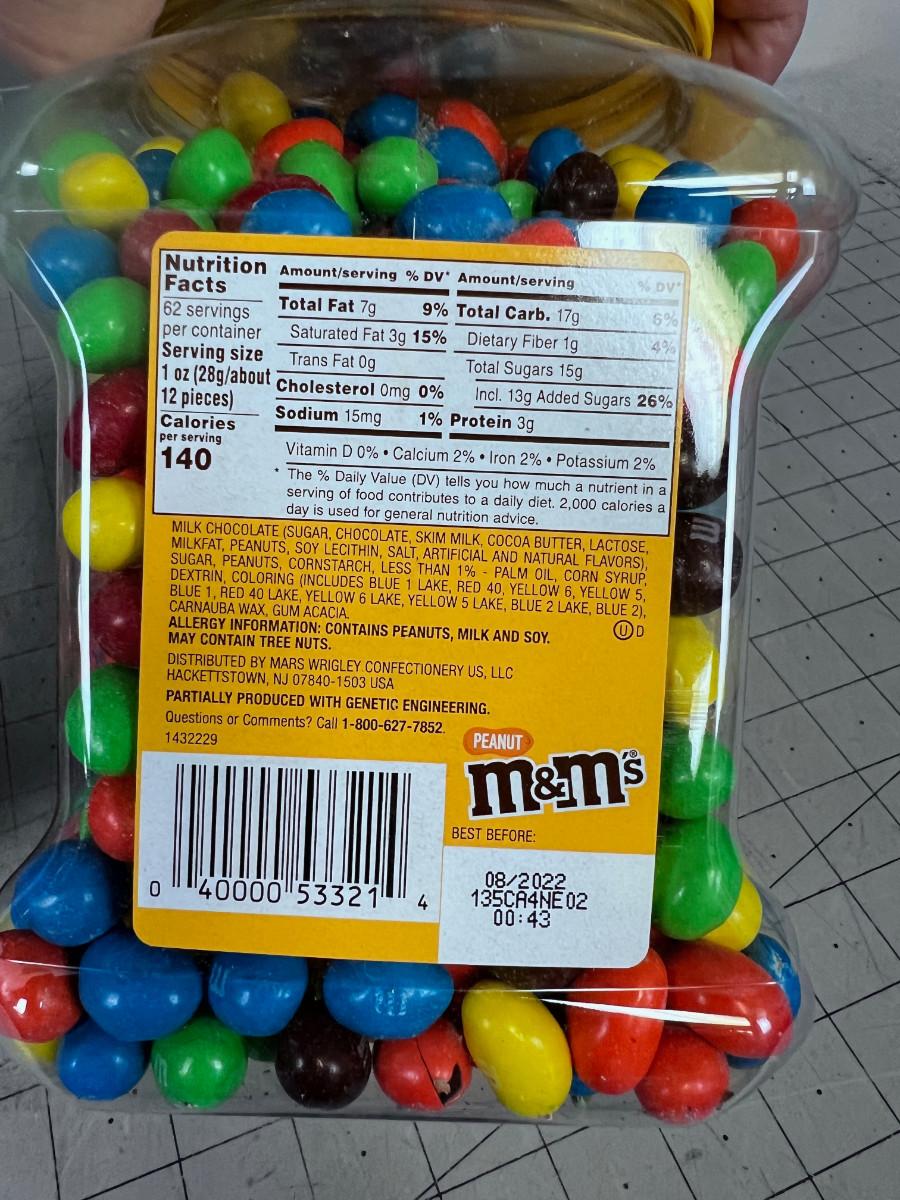 Nutrition
Facts
62 servings
per container
Serving size
1 oz (28g/about
12 pieces)
Calories
per serving
140
Amount/serving % DV*
Total Fat 7g 9%
Saturated Fat 3g 15%
Trans Fat 0g
Cholesterol 0mg 0%
Sodium 15mg 1%
Amount/serving % DV*
Total Carb. 17g 6%
Dietary Fiber 1g 4%
Total Sugars 15g
Incl. 13g Added Sugars 26%
Protein 3g
Vitamin D 0% • Calcium 2% • Iron 2% • Potassium 2%
* The % Daily Value (DV) tells you how much a nutrient in a
serving of food contributes to a daily diet. 2,000 calories a
day is used for general nutrition advice.
MILK CHOCOLATE (SUGAR, CHOCOLATE, SKIM MILK, COCOA BUTTER, LACTOSE,
MILKFAT, PEANUTS, SOY LECITHIN, SALT, ARTIFICIAL AND NATURAL FLAVORS),
SUGAR, PEANUTS, CORNSTARCH, LESS THAN 1% - PALM OIL, CORN SYRUP,
DEXTRIN, COLORING (INCLUDES BLUE 1 LAKE, RED 40, YELLOW 6, YELLOW 5,
BLUE 1, RED 40 LAKE, YELLOW 6 LAKE, YELLOW 5 LAKE, BLUE 2 LAKE, BLUE 2),
CARNAUBA WAX, GUM ACACIA.
ALLERGY INFORMATION: CONTAINS PEANUTS, MILK AND SOY.
MAY CONTAIN TREE NUTS.
U D
DISTRIBUTED BY MARS WRIGLEY CONFECTIONERY US, LLC
HACKETTSTOWN, NJ 07840-1503 USA
PARTIALLY PRODUCED WITH GENETIC ENGINEERING.
Questions or Comments? Call 1-800-627-7852.
1432229
PEANUT
m&m's®
BEST BEFORE:
08/2022
135CA4NE02
00:43
0 40000 53321 4